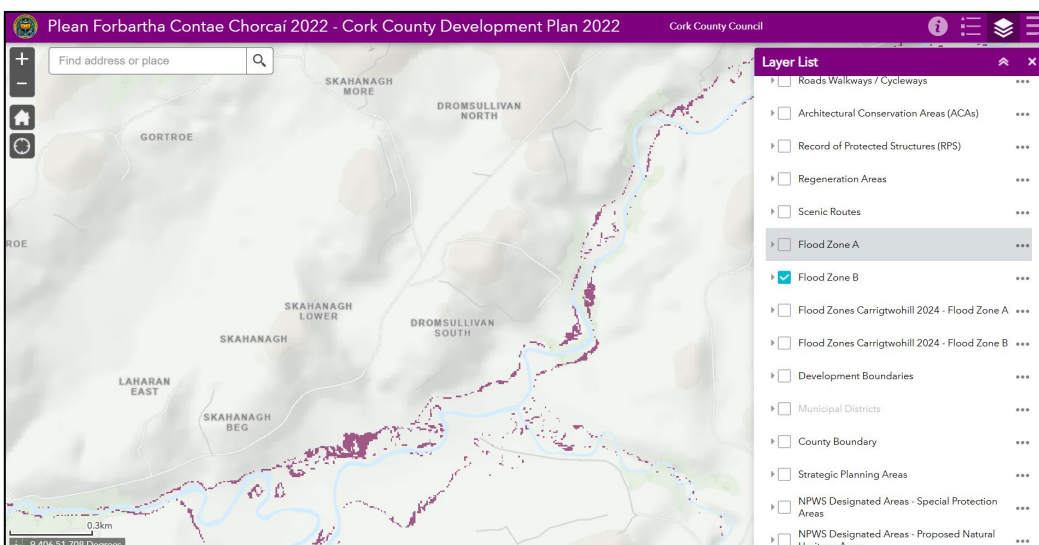 Plean Forbartha Contae Chorcaí 2022 - Cork County Development Plan 2022
Cork County Council
Find address or place
Layer List
Roads Walkways / Cycleways
Architectural Conservation Areas (ACAs)
Record of Protected Structures (RPS)
Regeneration Areas
Scenic Routes
Flood Zone A
Flood Zone B
Flood Zones Carrigtwohill 2024 - Flood Zone A
Flood Zones Carrigtwohill 2024 - Flood Zone B
Development Boundaries
Municipal Districts
County Boundary
Strategic Planning Areas
NPWS Designated Areas - Special Protection
Areas
NPWS Designated Areas - Proposed Natural
SKAHANAGH
MORE
DROMSULLIVAN
NORTH
GORTROE
ROE
SKAHANAGH
LOWER
DROMSULLIVAN
SOUTH
SKAHANAGH
LAHARAN
EAST
SKAHANAGH
BEG
0.3km